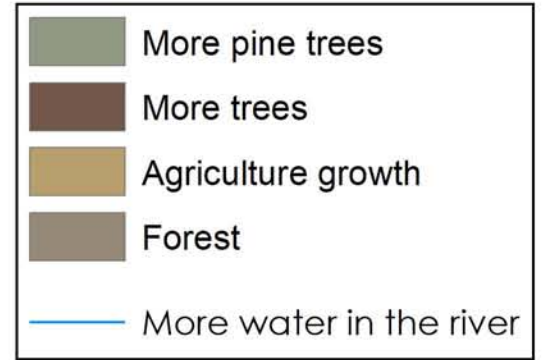 More pine trees
More trees
Agriculture growth
Forest
More water in the river